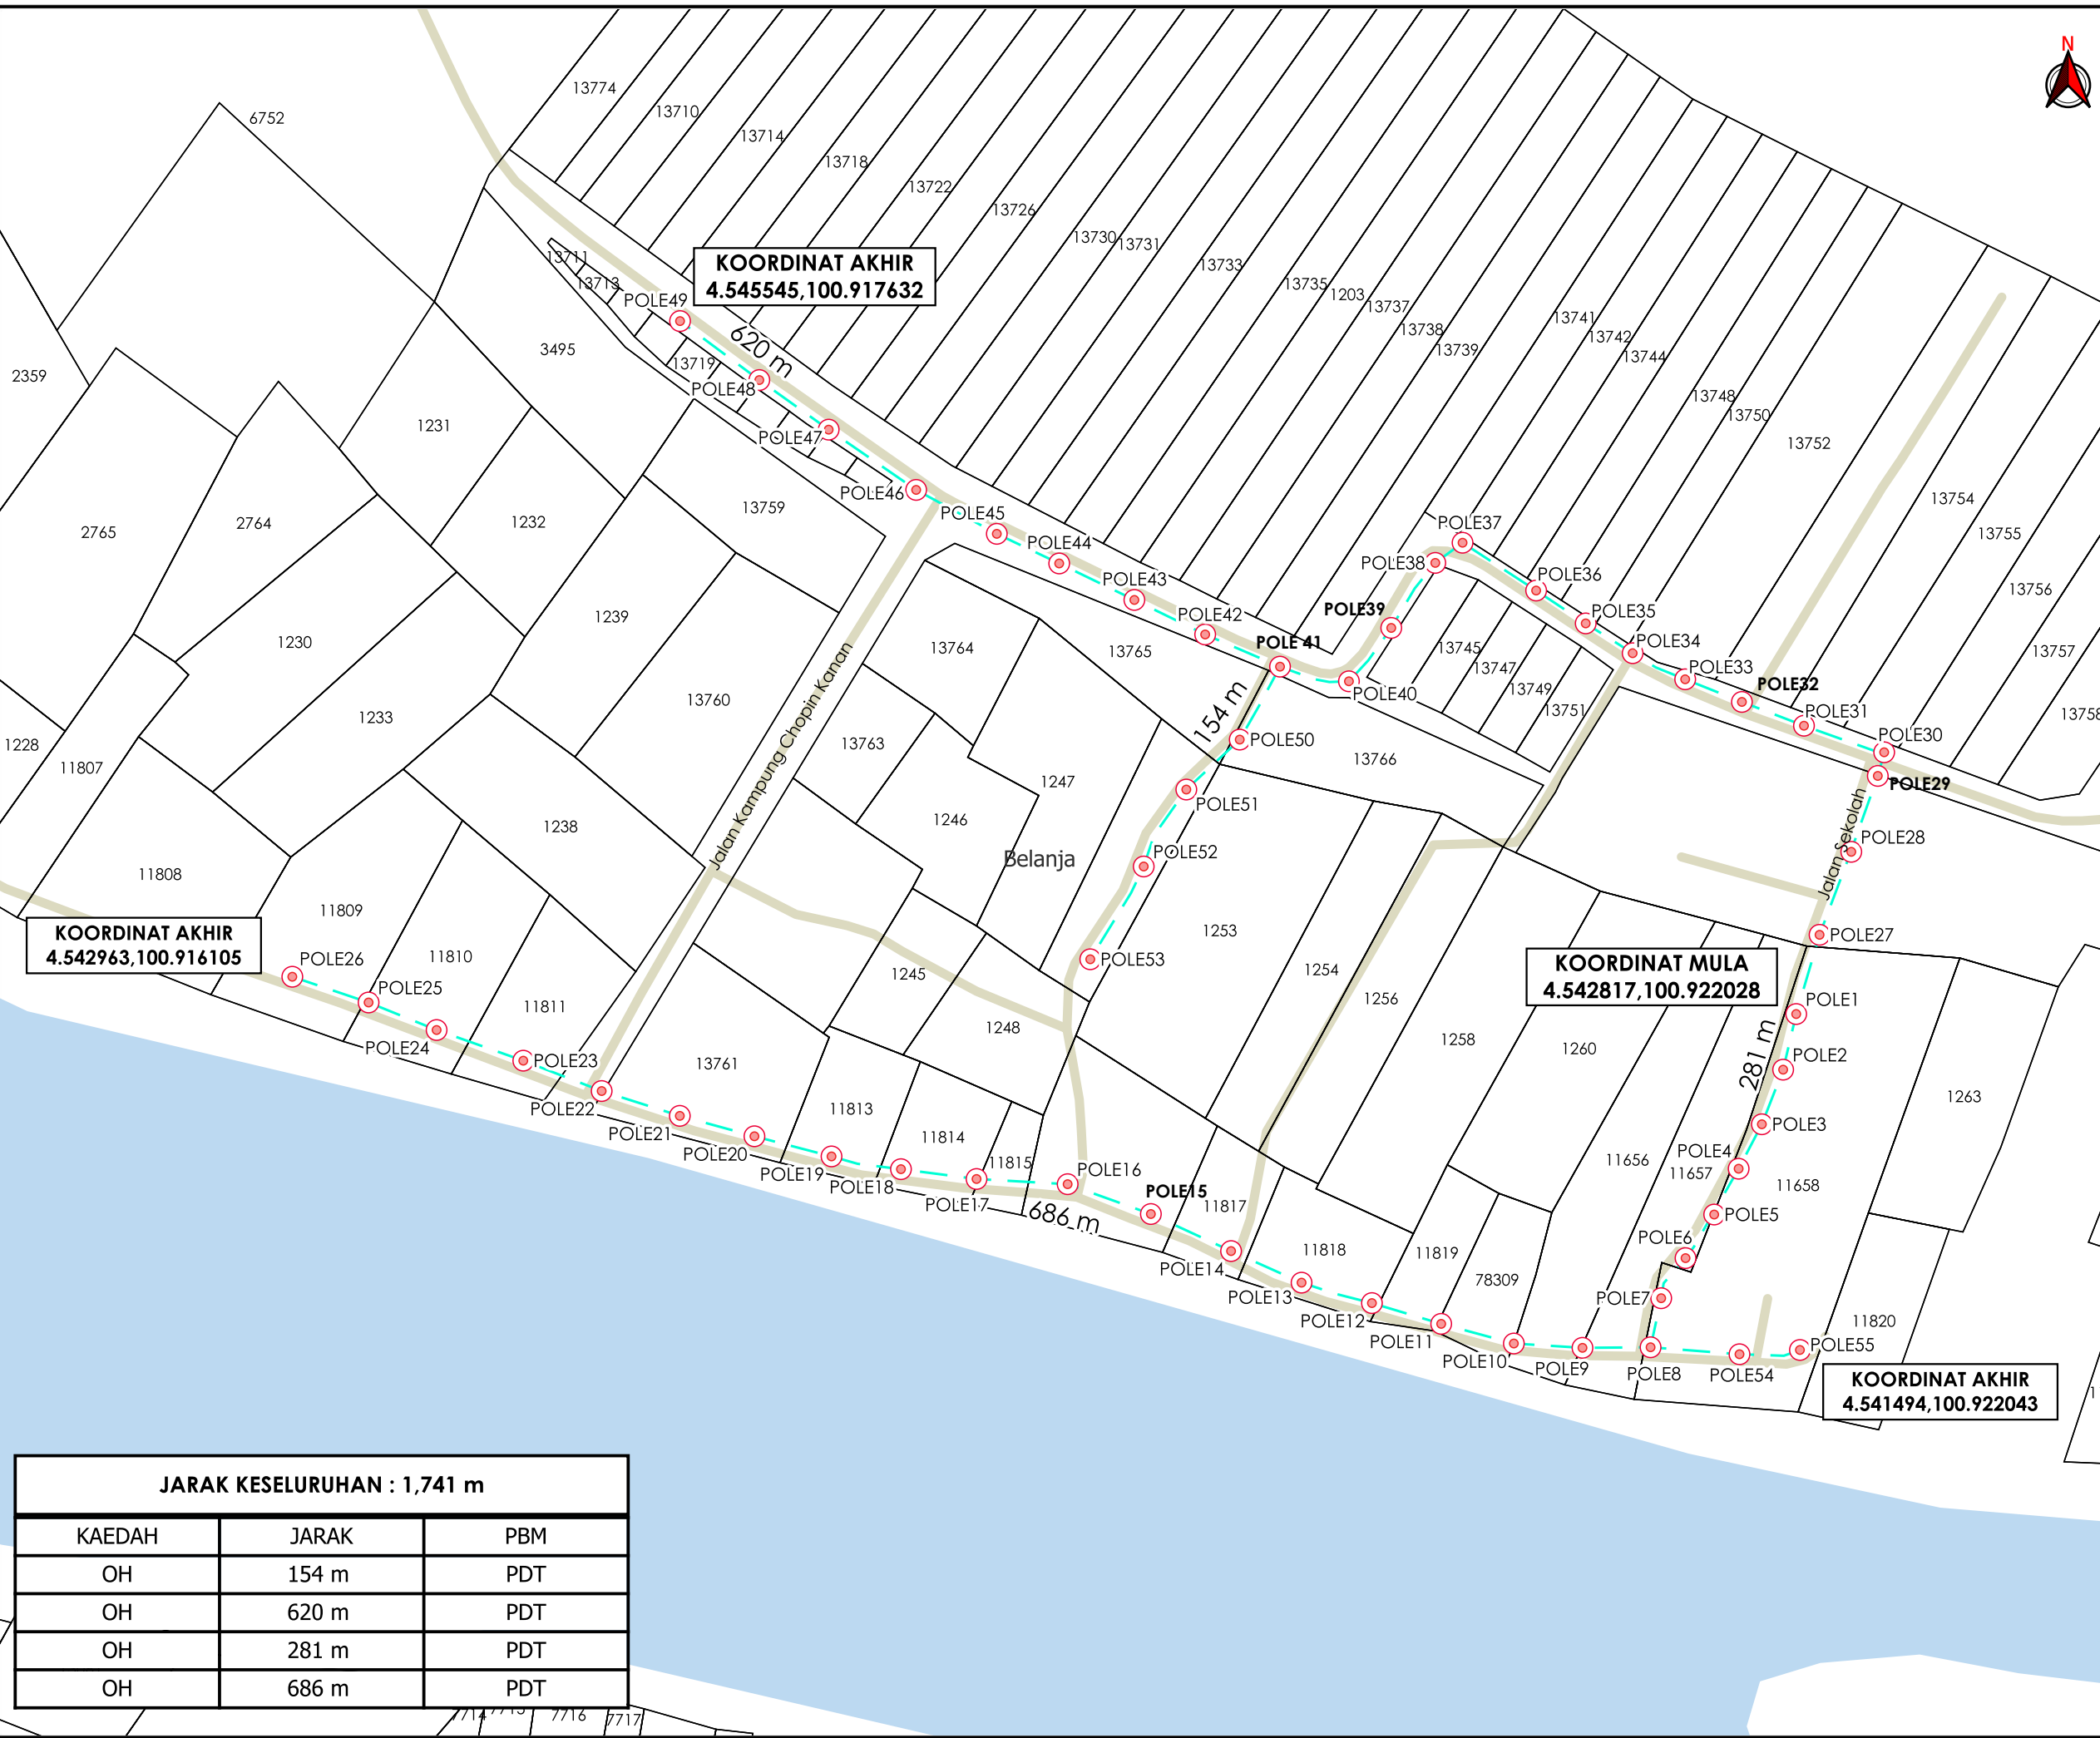 N
13774
13710
6752
13714
13718
13722
13726
13730
13731
13711
13733
KOORDINAT AKHIR
4.545545,100.917632
13713
13735
1203
POLE49
13737
13741
13738
13742
620 m
3495
13739
13744
13719
2359
POLE48
13748
13750
1231
POLE47
13752
POLE46
13754
13759
POLE45
2764
1232
POLE37
2765
13755
POLE44
POLE38
POLE43
POLE36
13756
POLE39
POLE35
1239
POLE42
POLE 41
POLE34
1230
13764
13765
13745
13757
POLE33
13747
POLE32
13749
POLE40
13760
154 m
13751
13758
1233
POLE31
POLE30
1228
13763
POLE50
11807
13766
1247
POLE29
Jalan Kampung Chopin Kanan
POLE51
1238
1246
Jalan Sekolah
POLE28
Belanja
POLE52
11808
11809
1253
POLE27
KOORDINAT AKHIR
4.542963,100.916105
11810
POLE26
POLE53
1245
1254
KOORDINAT MULA
4.542817,100.922028
POLE25
11811
1256
POLE1
1248
POLE24
1258
1260
281 m
POLE2
POLE23
13761
1263
POLE22
11813
POLE3
POLE21
11814
POLE4
POLE20
11815
11656
11657
POLE19
POLE16
11658
POLE18
POLE17
POLE15
11817
686 m
POLE5
POLE6
11818
11819
POLE14
78309
POLE13
POLE7
POLE12
11820
POLE11
POLE55
POLE10
POLE9
POLE8
POLE54
KOORDINAT AKHIR
4.541494,100.922043
JARAK KESELURUHAN : 1,741 m
KAEDAH JARAK PBM
OH 154 m PDT
OH 620 m PDT
OH 281 m PDT
OH 686 m PDT
7714
7716
7717